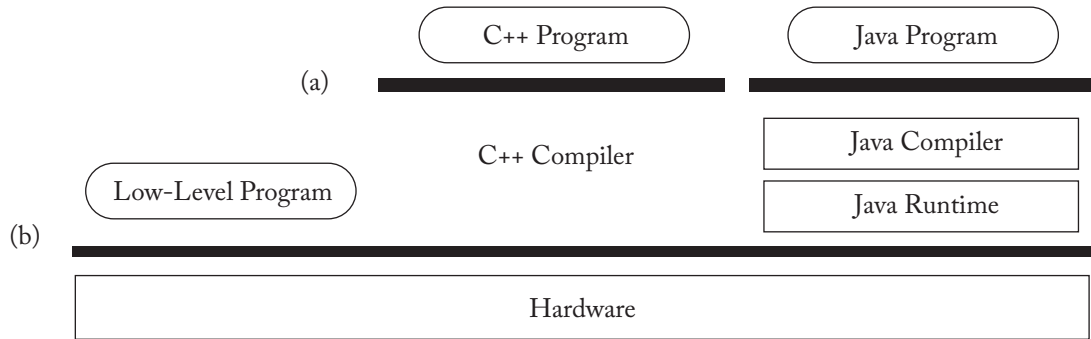 C++ Program
Java Program
(a)
C++ Compiler
Java Compiler
Low-Level Program
Java Runtime
(b)
Hardware